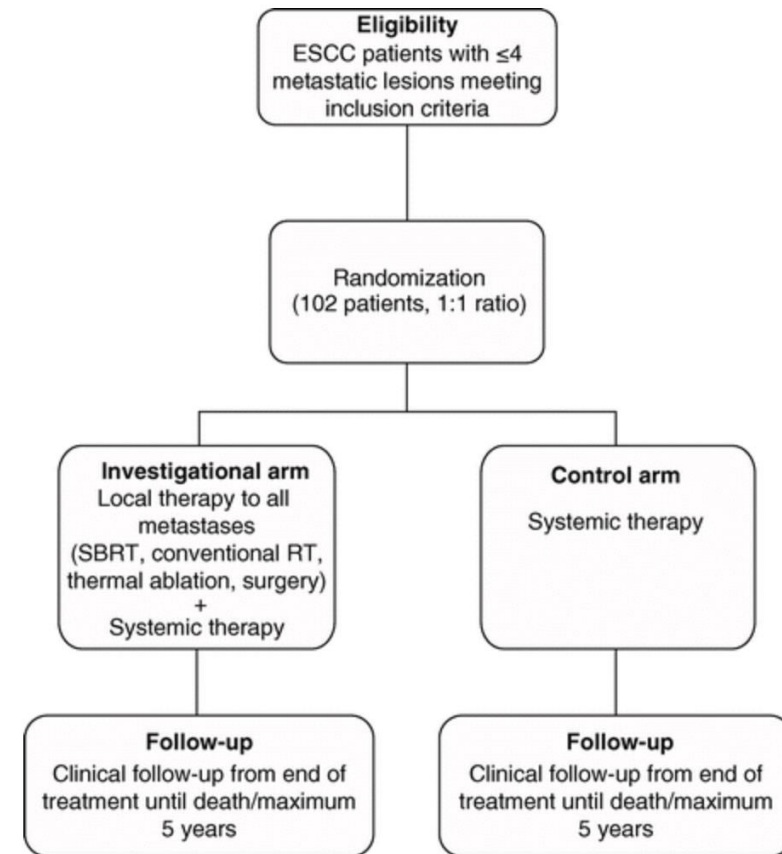 Eligibility
ESCC patients with ≤4
metastatic lesions meeting
inclusion criteria
Randomization
(102 patients, 1:1 ratio)
Investigational arm
Local therapy to all
metastases
(SBRT, conventional RT,
thermal ablation, surgery)
+
Systemic therapy
Control arm
Systemic therapy
Follow-up
Clinical follow-up from end of
treatment until death/maximum
5 years
Follow-up
Clinical follow-up from end of
treatment until death/maximum
5 years